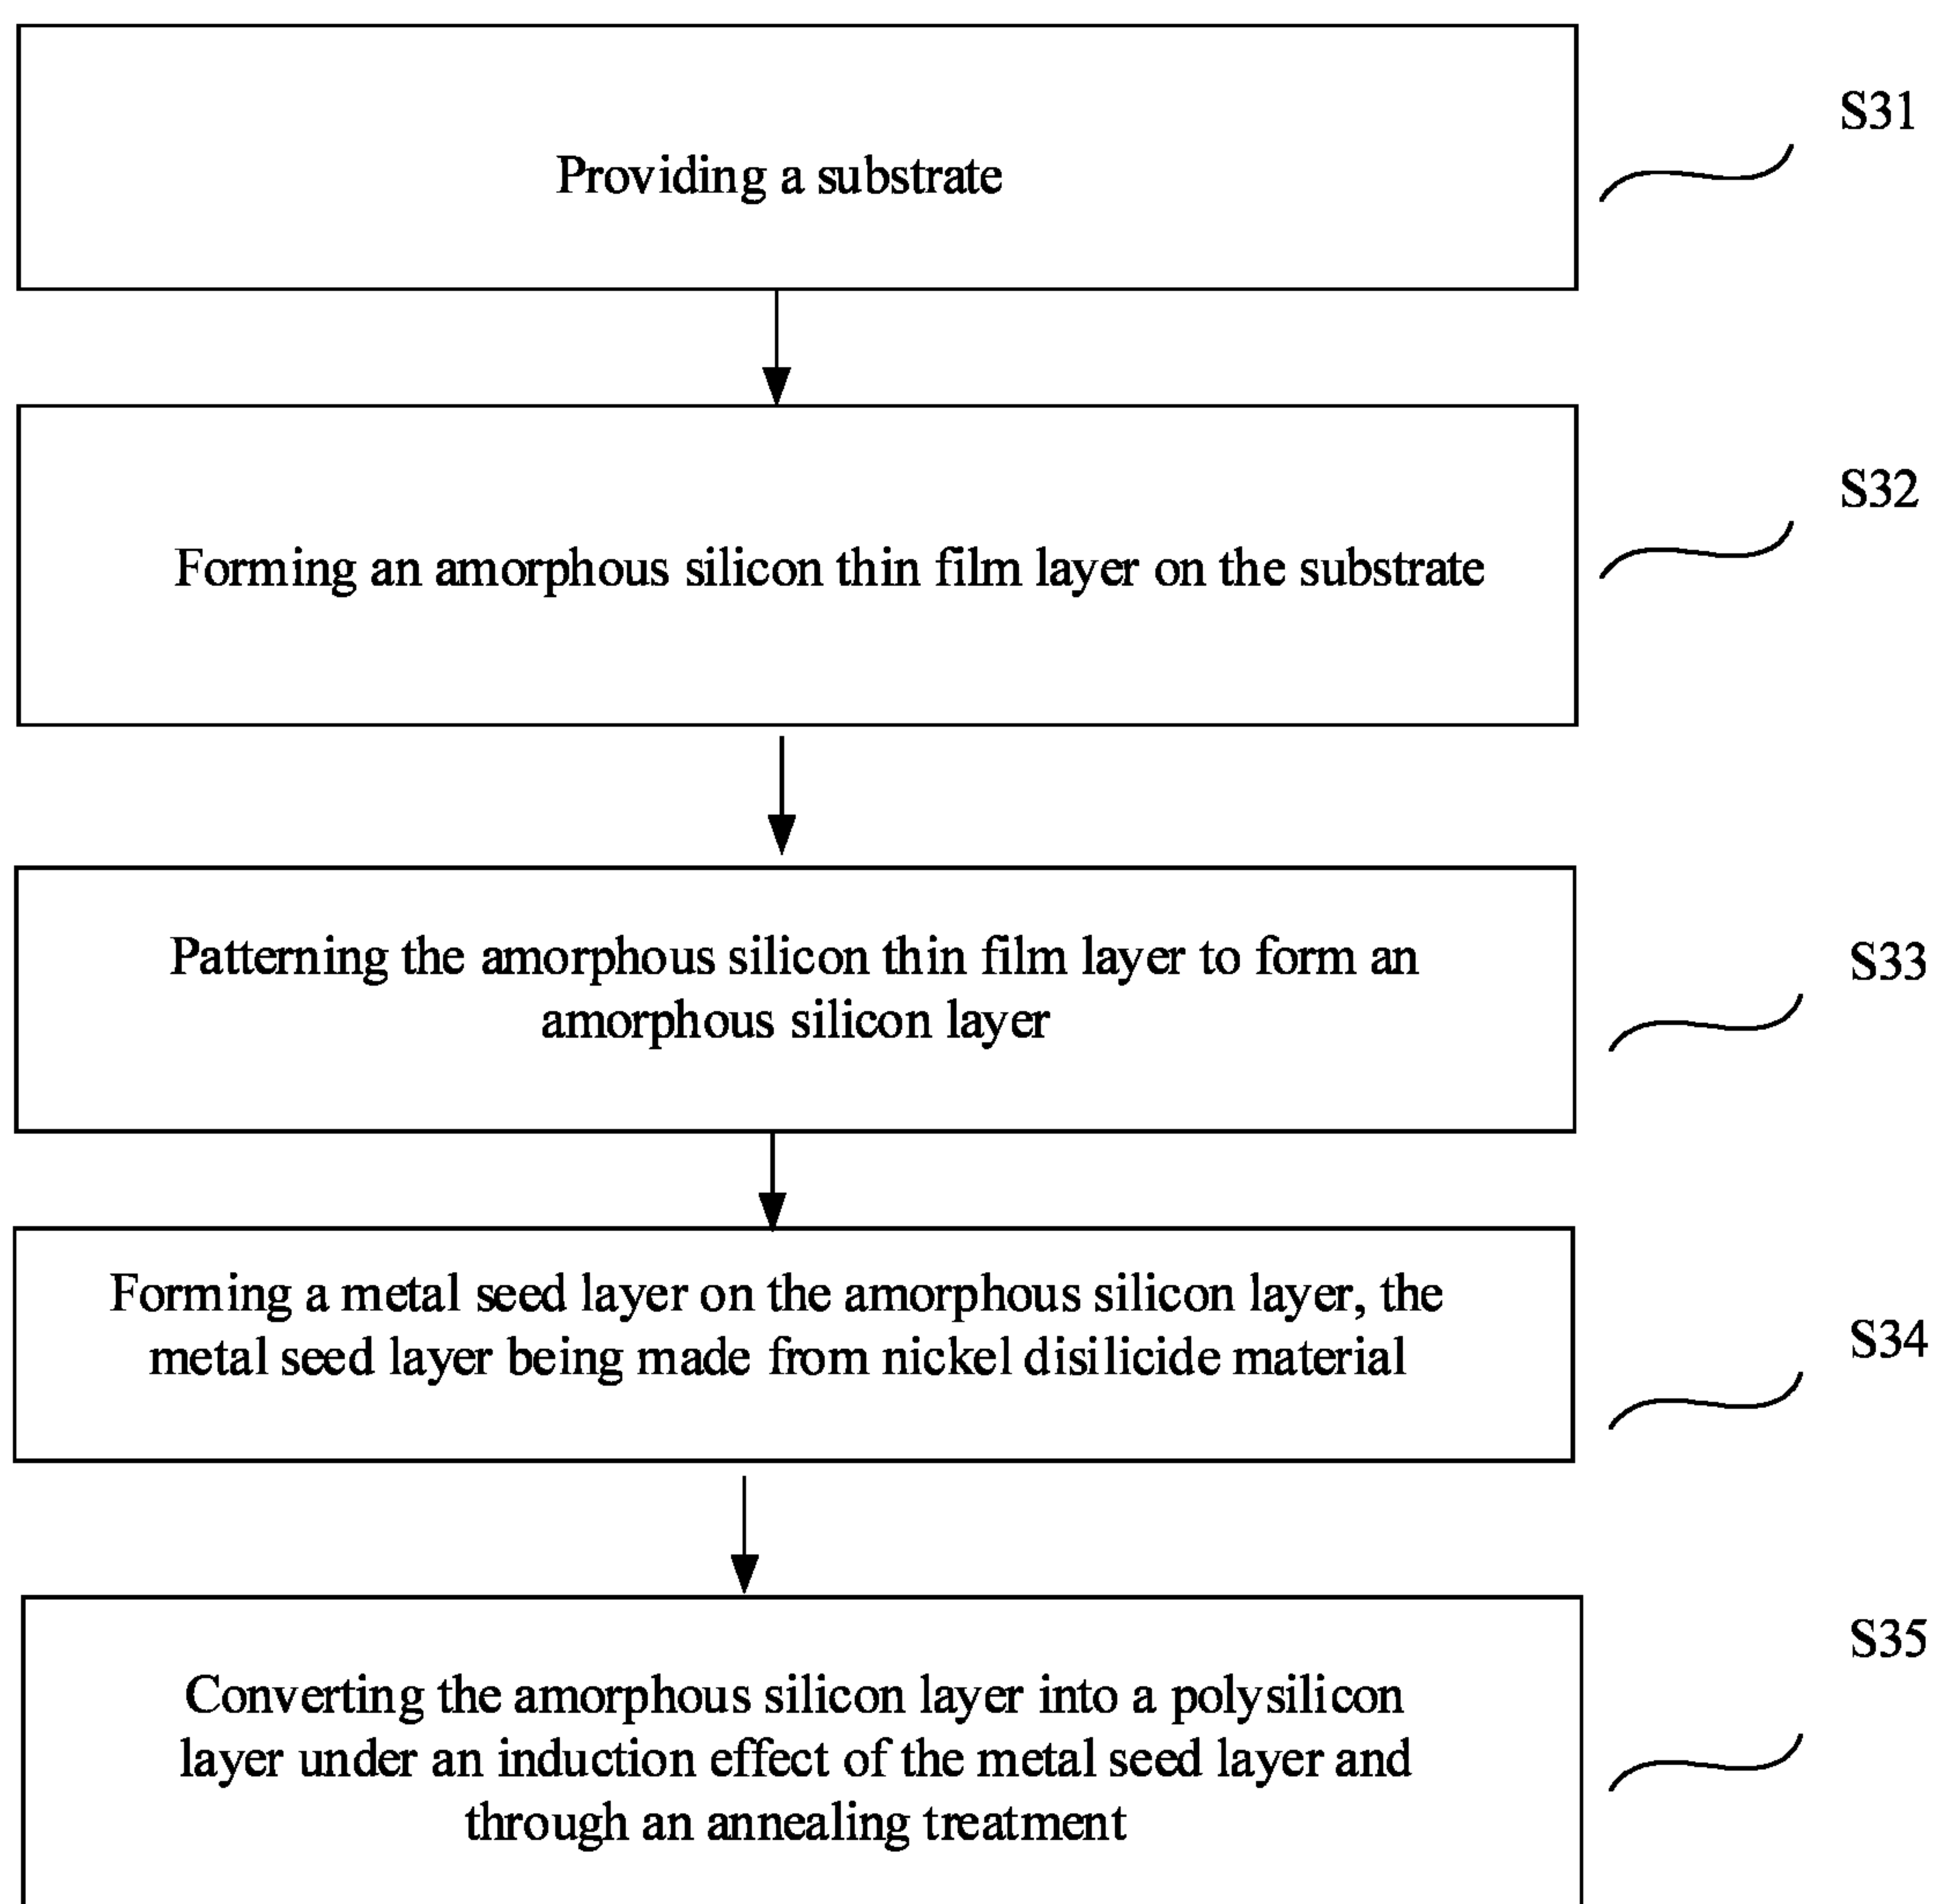 S31
Providing a substrate
S32
Forming an amorphous silicon thin film layer on the substrate
Patterning the amorphous silicon thin film layer to form an
S33
amorphous silicon layer
Forming a metal seed layer on the amorphous silicon layer, the
S34
metal seed layer being made from nickel disilicide material
S35
Converting the amorphous silicon layer into a polysilicon
layer under an induction effect of the metal seed layer and
through an annealing treatment